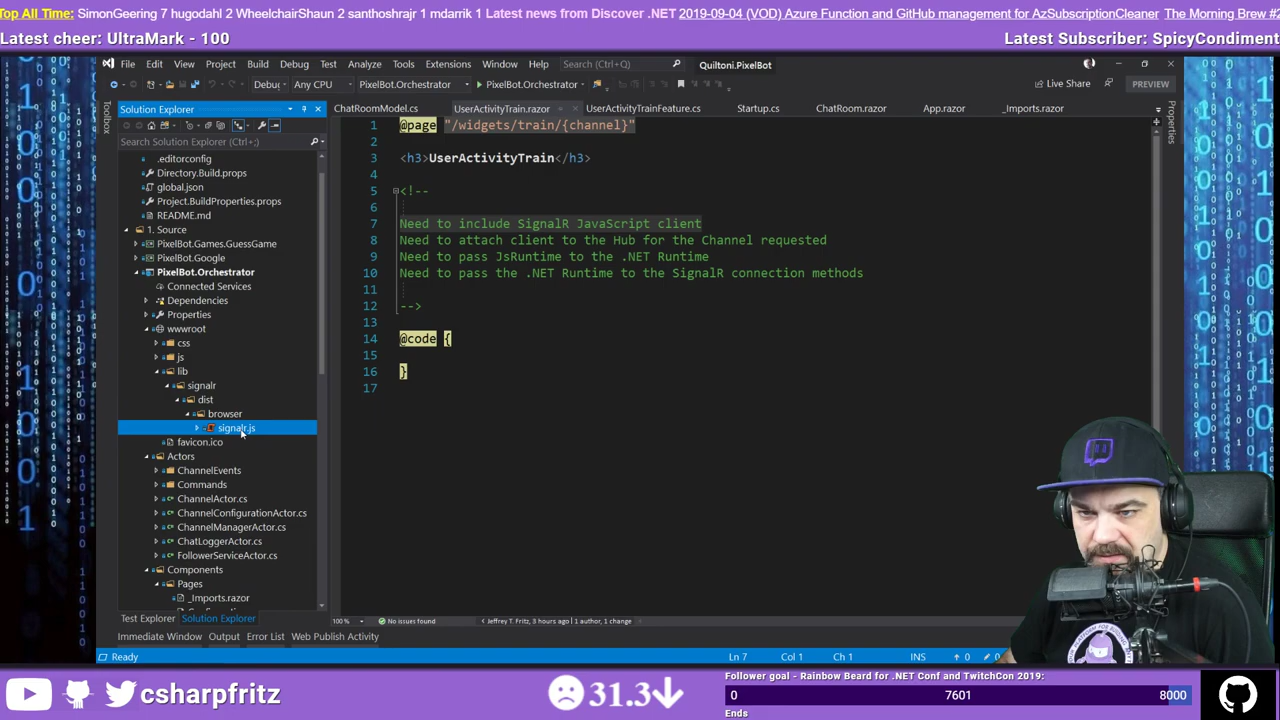 Top All Time: SimonGeering 7 hugodahl 2 WheelchairShaun 2 santhoshrajr 1 mdarrik 1 Latest news from Discover .NET 2019-09-04 (VOD) Azure Function and GitHub management for AzSubscriptionCleaner The Morning Brew #2
Latest cheer: UltraMark - 100
Latest Subscriber: SpicyCondiment
File Edit View Project Build Debug Test Analyze Tools Extensions Window Help Search (Ctrl+Q) Quiltoni.PixelBot
Debug Any CPU PixelBot.Orchestrator PixelBot.Orchestrator Live Share PREVIEW
Toolbox
Solution Explorer
Search Solution Explorer (Ctrl+;)
.editorconfig
Directory.Build.props
global.json
Project.BuildProperties.props
README.md
1. Source
PixelBot.Games.GuessGame
PixelBot.Google
PixelBot.Orchestrator
Connected Services
Dependencies
Properties
wwwroot
css
js
lib
signalr
dist
browser
signalr.js
favicon.ico
Actors
ChannelEvents
Commands
ChannelActor.cs
ChannelConfigurationActor.cs
ChannelManagerActor.cs
ChatLoggerActor.cs
FollowerServiceActor.cs
Components
Pages
_Imports.razor
Test Explorer Solution Explorer
ChatRoomModel.cs UserActivityTrain.razor UserActivityTrainFeature.cs Startup.cs ChatRoom.razor App.razor _Imports.razor
Properties
1 @page "/widgets/train/{channel}"
2
3 <h3>UserActivityTrain</h3>
4
5 <!--
6
7 Need to include SignalR JavaScript client
8 Need to attach client to the Hub for the Channel requested
9 Need to pass JsRuntime to the .NET Runtime
10 Need to pass the .NET Runtime to the SignalR connection methods
11
12 -->
13
14 @code {
15
16 }
17
100 % No issues found Jeffrey T. Fritz, 3 hours ago | 1 author, 1 change
Immediate Window Output Error List Web Publish Activity
Ready Ln 7 Col 1 Ch 1 INS 0 0
csharpfritz
31.3
Follower goal - Rainbow Beard for .NET Conf and TwitchCon 2019:
0 7601 8000
Ends